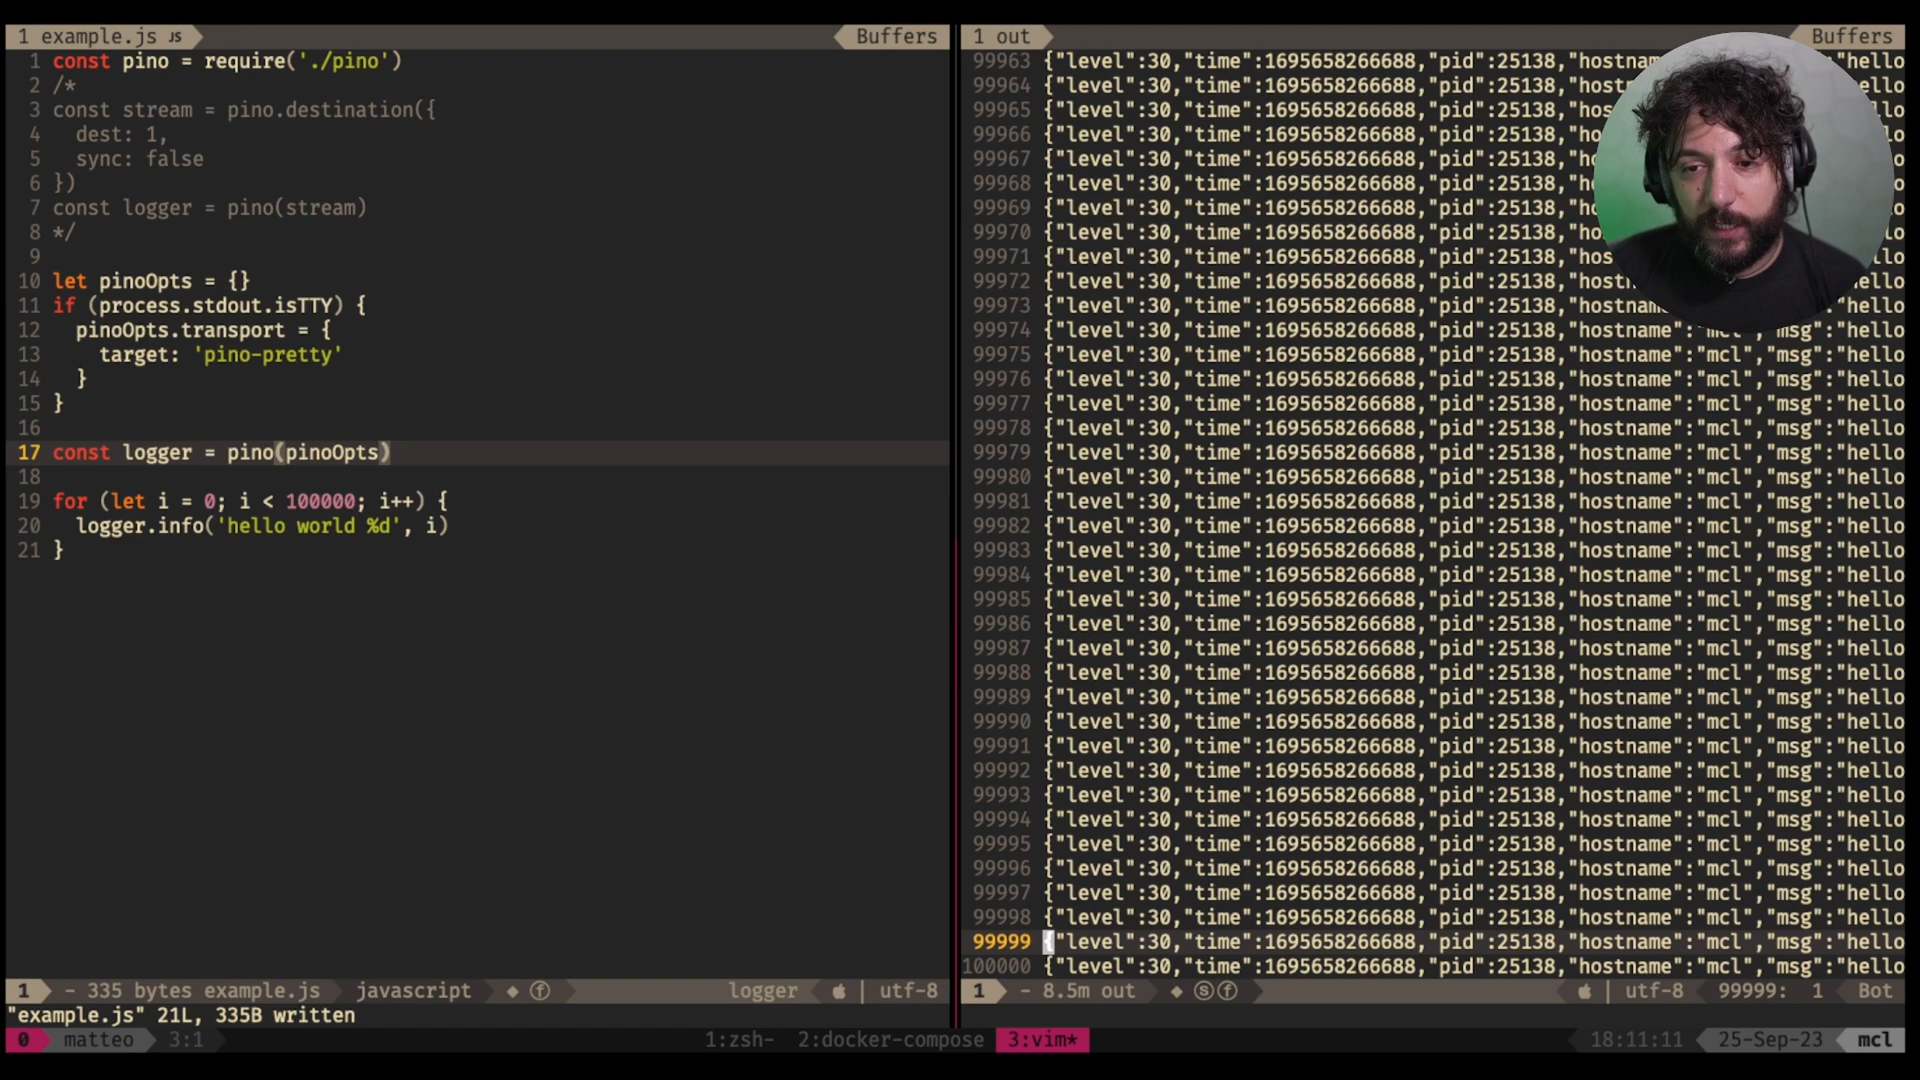 1 example.js JS
Buffers
1 const pino = require('./pino')
2 /*
3 const stream = pino.destination({
4 dest: 1,
5 sync: false
6 })
7 const logger = pino(stream)
8 */
9
10 let pinoOpts = {}
11 if (process.stdout.isTTY) {
12 pinoOpts.transport = {
13 target: 'pino-pretty'
14 }
15 }
16
17 const logger = pino(pinoOpts)
18
19 for (let i = 0; i < 100000; i++) {
20 logger.info('hello world %d', i)
21 }
1 - 335 bytes example.js javascript ◆ ⓕ logger | utf-8
"example.js" 21L, 335B written
1 out
Buffers
99963 {"level":30,"time":1695658266688,"pid":25138,"hostnam :"hello
99964 {"level":30,"time":1695658266688,"pid":25138,"host "hello
99965 {"level":30,"time":1695658266688,"pid":25138,"hos hello
99966 {"level":30,"time":1695658266688,"pid":25138,"ho ello
99967 {"level":30,"time":1695658266688,"pid":25138,"h llo
99968 {"level":30,"time":1695658266688,"pid":25138,"h lo
99969 {"level":30,"time":1695658266688,"pid":25138,"h lo
99970 {"level":30,"time":1695658266688,"pid":25138,"ho lo
99971 {"level":30,"time":1695658266688,"pid":25138,"ho llo
99972 {"level":30,"time":1695658266688,"pid":25138,"host ello
99973 {"level":30,"time":1695658266688,"pid":25138,"hostnam "hello
99974 {"level":30,"time":1695658266688,"pid":25138,"hostname":"mcl","msg":"hello
99975 {"level":30,"time":1695658266688,"pid":25138,"hostname":"mcl","msg":"hello
99976 {"level":30,"time":1695658266688,"pid":25138,"hostname":"mcl","msg":"hello
99977 {"level":30,"time":1695658266688,"pid":25138,"hostname":"mcl","msg":"hello
99978 {"level":30,"time":1695658266688,"pid":25138,"hostname":"mcl","msg":"hello
99979 {"level":30,"time":1695658266688,"pid":25138,"hostname":"mcl","msg":"hello
99980 {"level":30,"time":1695658266688,"pid":25138,"hostname":"mcl","msg":"hello
99981 {"level":30,"time":1695658266688,"pid":25138,"hostname":"mcl","msg":"hello
99982 {"level":30,"time":1695658266688,"pid":25138,"hostname":"mcl","msg":"hello
99983 {"level":30,"time":1695658266688,"pid":25138,"hostname":"mcl","msg":"hello
99984 {"level":30,"time":1695658266688,"pid":25138,"hostname":"mcl","msg":"hello
99985 {"level":30,"time":1695658266688,"pid":25138,"hostname":"mcl","msg":"hello
99986 {"level":30,"time":1695658266688,"pid":25138,"hostname":"mcl","msg":"hello
99987 {"level":30,"time":1695658266688,"pid":25138,"hostname":"mcl","msg":"hello
99988 {"level":30,"time":1695658266688,"pid":25138,"hostname":"mcl","msg":"hello
99989 {"level":30,"time":1695658266688,"pid":25138,"hostname":"mcl","msg":"hello
99990 {"level":30,"time":1695658266688,"pid":25138,"hostname":"mcl","msg":"hello
99991 {"level":30,"time":1695658266688,"pid":25138,"hostname":"mcl","msg":"hello
99992 {"level":30,"time":1695658266688,"pid":25138,"hostname":"mcl","msg":"hello
99993 {"level":30,"time":1695658266688,"pid":25138,"hostname":"mcl","msg":"hello
99994 {"level":30,"time":1695658266688,"pid":25138,"hostname":"mcl","msg":"hello
99995 {"level":30,"time":1695658266688,"pid":25138,"hostname":"mcl","msg":"hello
99996 {"level":30,"time":1695658266688,"pid":25138,"hostname":"mcl","msg":"hello
99997 {"level":30,"time":1695658266688,"pid":25138,"hostname":"mcl","msg":"hello
99998 {"level":30,"time":1695658266688,"pid":25138,"hostname":"mcl","msg":"hello
99999 {"level":30,"time":1695658266688,"pid":25138,"hostname":"mcl","msg":"hello
100000 {"level":30,"time":1695658266688,"pid":25138,"hostname":"mcl","msg":"hello
1 - 8.5m out ◆ ⓢⓕ | utf-8 99999: 1 Bot
0 matteo 3:1 1:zsh- 2:docker-compose 3:vim* 18:11:11 25-Sep-23 mcl